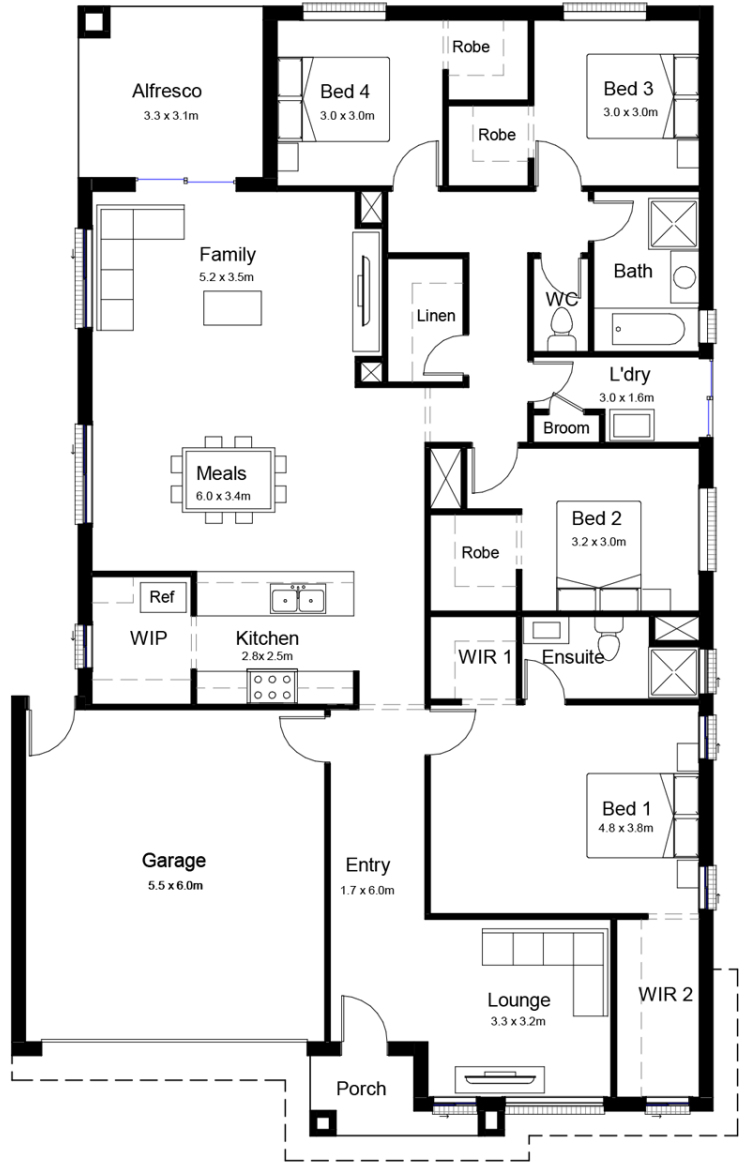 Robe
Alfresco
3.3 x 3.1m
Bed 4
3.0 x 3.0m
Bed 3
3.0 x 3.0m
Robe
Family
5.2 x 3.5m
Bath
WC
Linen
L'dry
3.0 x 1.6m
Broom
Meals
6.0 x 3.4m
Bed 2
3.2 x 3.0m
Robe
Ref
WIP
Kitchen
2.8x 2.5m
WIR 1
Ensuite
Bed 1
4.8 x 3.8m
Garage
5.5 x 6.0m
Entry
1.7 x 6.0m
Lounge
3.3 x 3.2m
WIR 2
Porch